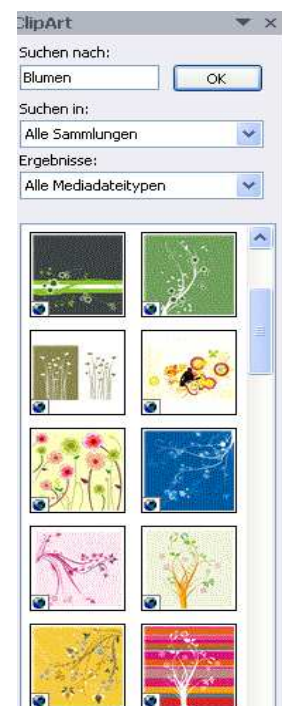 ClipArt
Suchen nach:
Blumen
OK
Suchen in:
Alle Sammlungen
Ergebnisse:
Alle Mediadateitypen